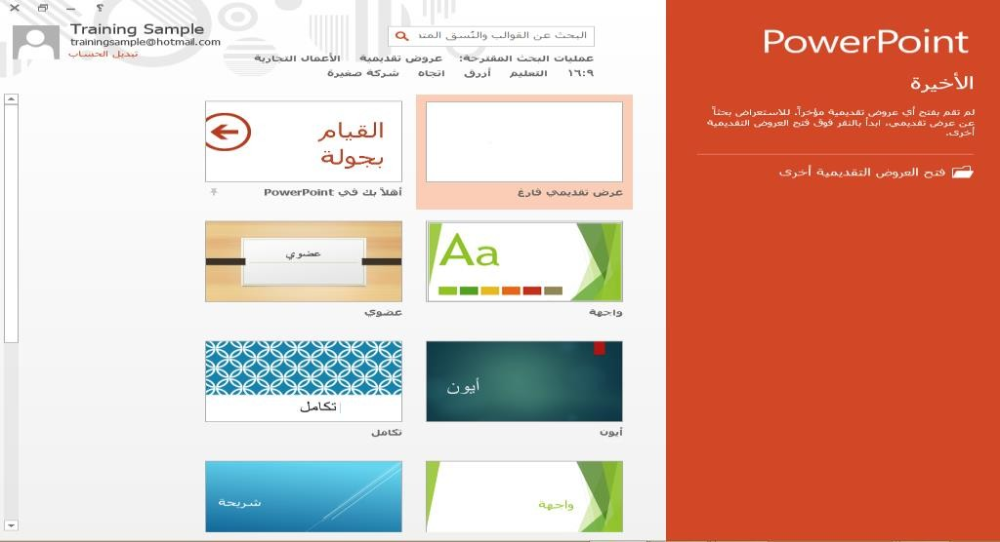 PowerPoint
الأخيرة
لم تقم بفتح أي عروض تقديمية مؤخراً. للاستعراض بحثاً
عن عرض تقديمي، ابدأ بالنقر فوق فتح العروض التقديمية
أخرى.
فتح العروض التقديمية أخرى
Training Sample
trainingsample@hotmail.com
تبديل الحساب
البحث عن القوالب والنُسق المتـ
عمليات البحث المقترحة: عروض تقديمية الأعمال التجارية
١٦:٩ التعليم أزرق اتجاه شركة صغيرة
عرض تقديمي فارغ
القيام
بجولة
أهلاً بك في PowerPoint
Aa
واجهة
عضوي
عضوي
أيون
أيون
تكامل
تكامل
واجهة
شريحة